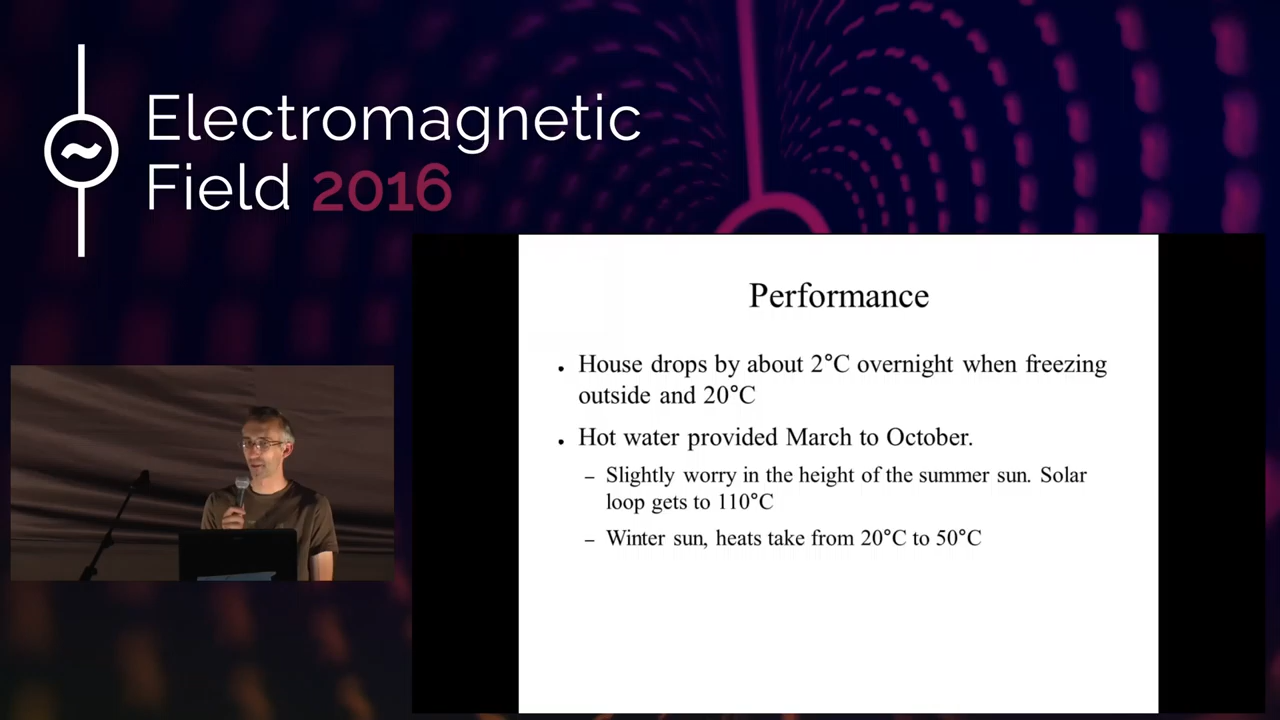 Electromagnetic
Field 2016
Performance
• House drops by about 2°C overnight when freezing
outside and 20°C
• Hot water provided March to October.
– Slightly worry in the height of the summer sun. Solar
loop gets to 110°C
– Winter sun, heats take from 20°C to 50°C